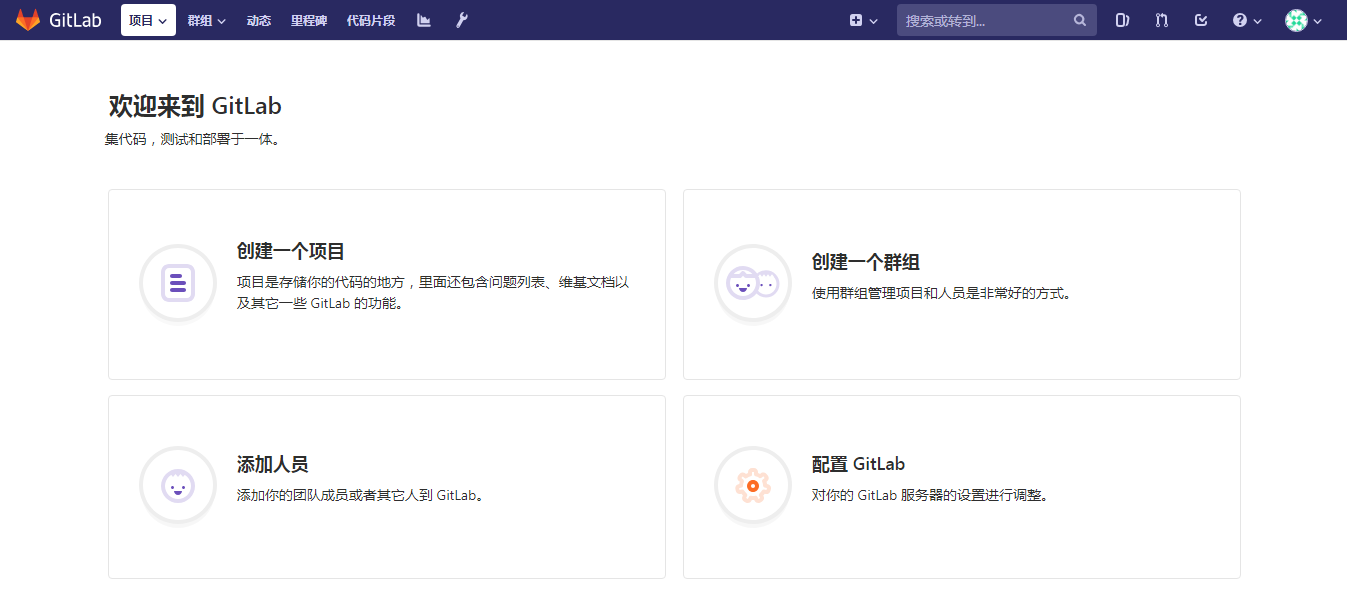 GitLab 项目 群组 动态 里程碑 代码片段 搜索或转到...
欢迎来到 GitLab
集代码，测试和部署于一体。
创建一个项目
项目是存储你的代码的地方，里面还包含问题列表、维基文档以
及其它一些 GitLab 的功能。
创建一个群组
使用群组管理项目和人员是非常好的方式。
添加人员
添加你的团队成员或者其它人到 GitLab。
配置 GitLab
对你的 GitLab 服务器的设置进行调整。